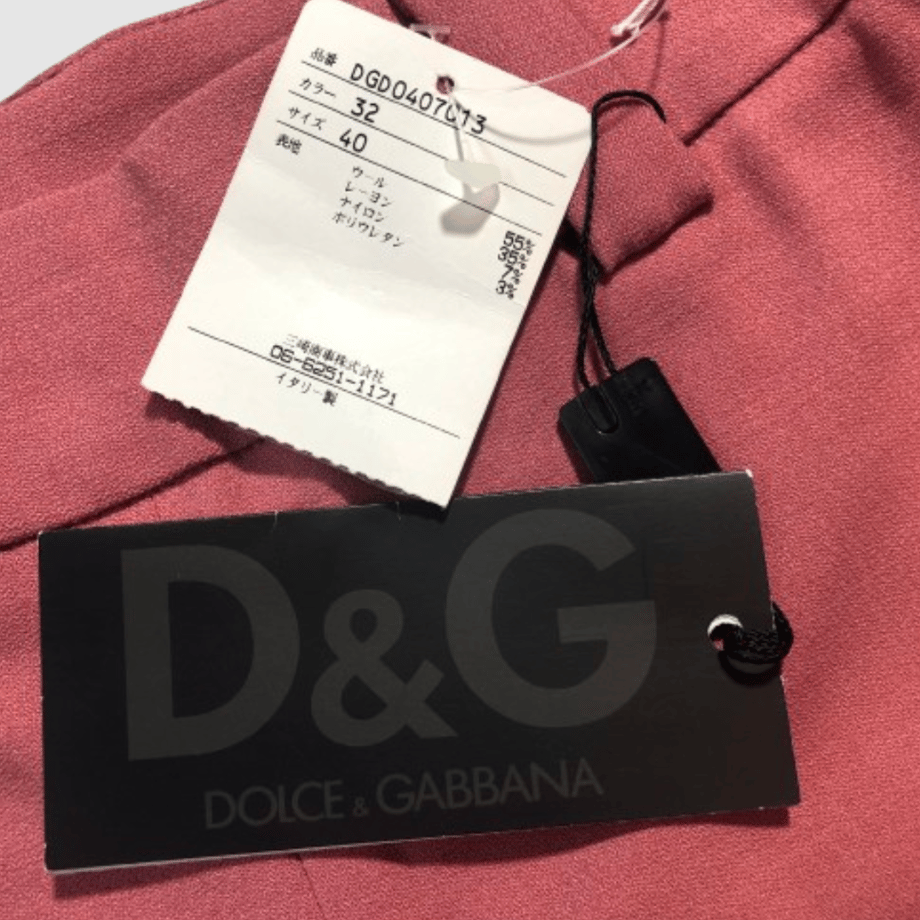 品番 DGD0407013
カラー 32
サイズ 40
表地
ウール 55%
レーヨン 35%
ナイロン 7%
ポリウレタン 3%
三崎商事株式会社
06-6251-1171
イタリー製
D&G
DOLCE & GABBANA